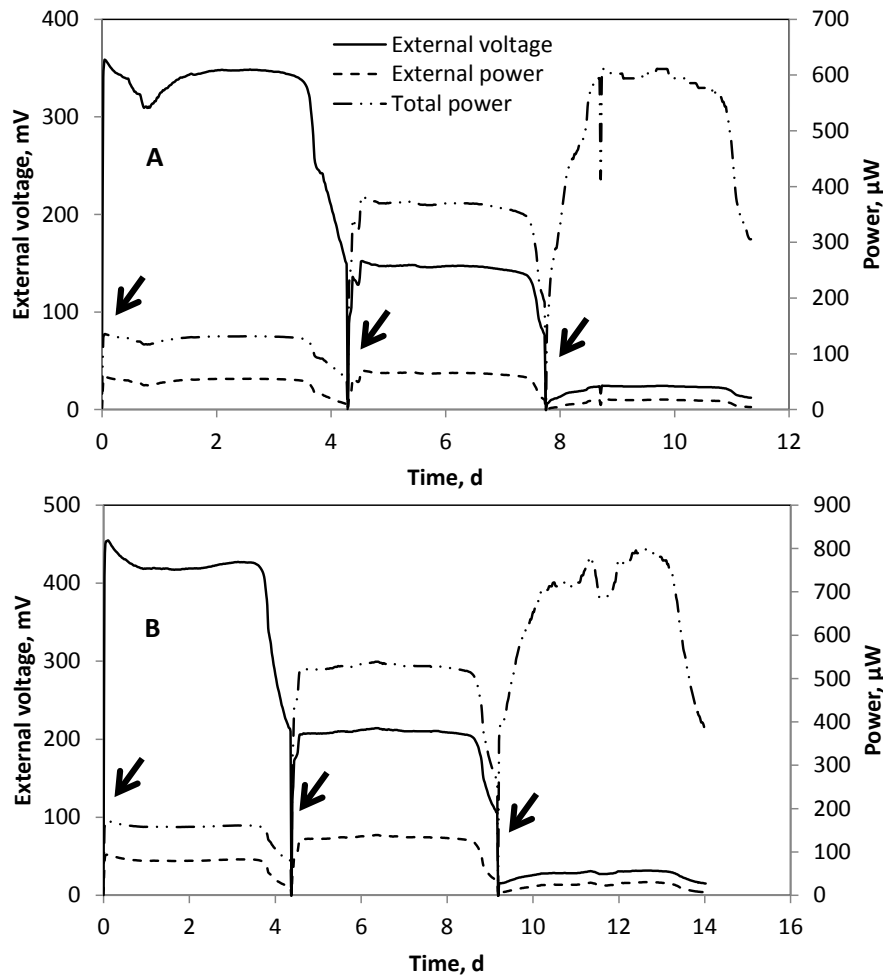 400
300
200
100
0
External voltage, mV
External voltage
External power
Total power
A
700
600
500
400
300
200
100
0
Power, µW
0 2 4 6 8 10 12
Time, d
500
400
300
200
100
0
External voltage, mV
B
900
800
700
600
500
400
300
200
100
0
Power, µW
0 2 4 6 8 10 12 14 16
Time, d